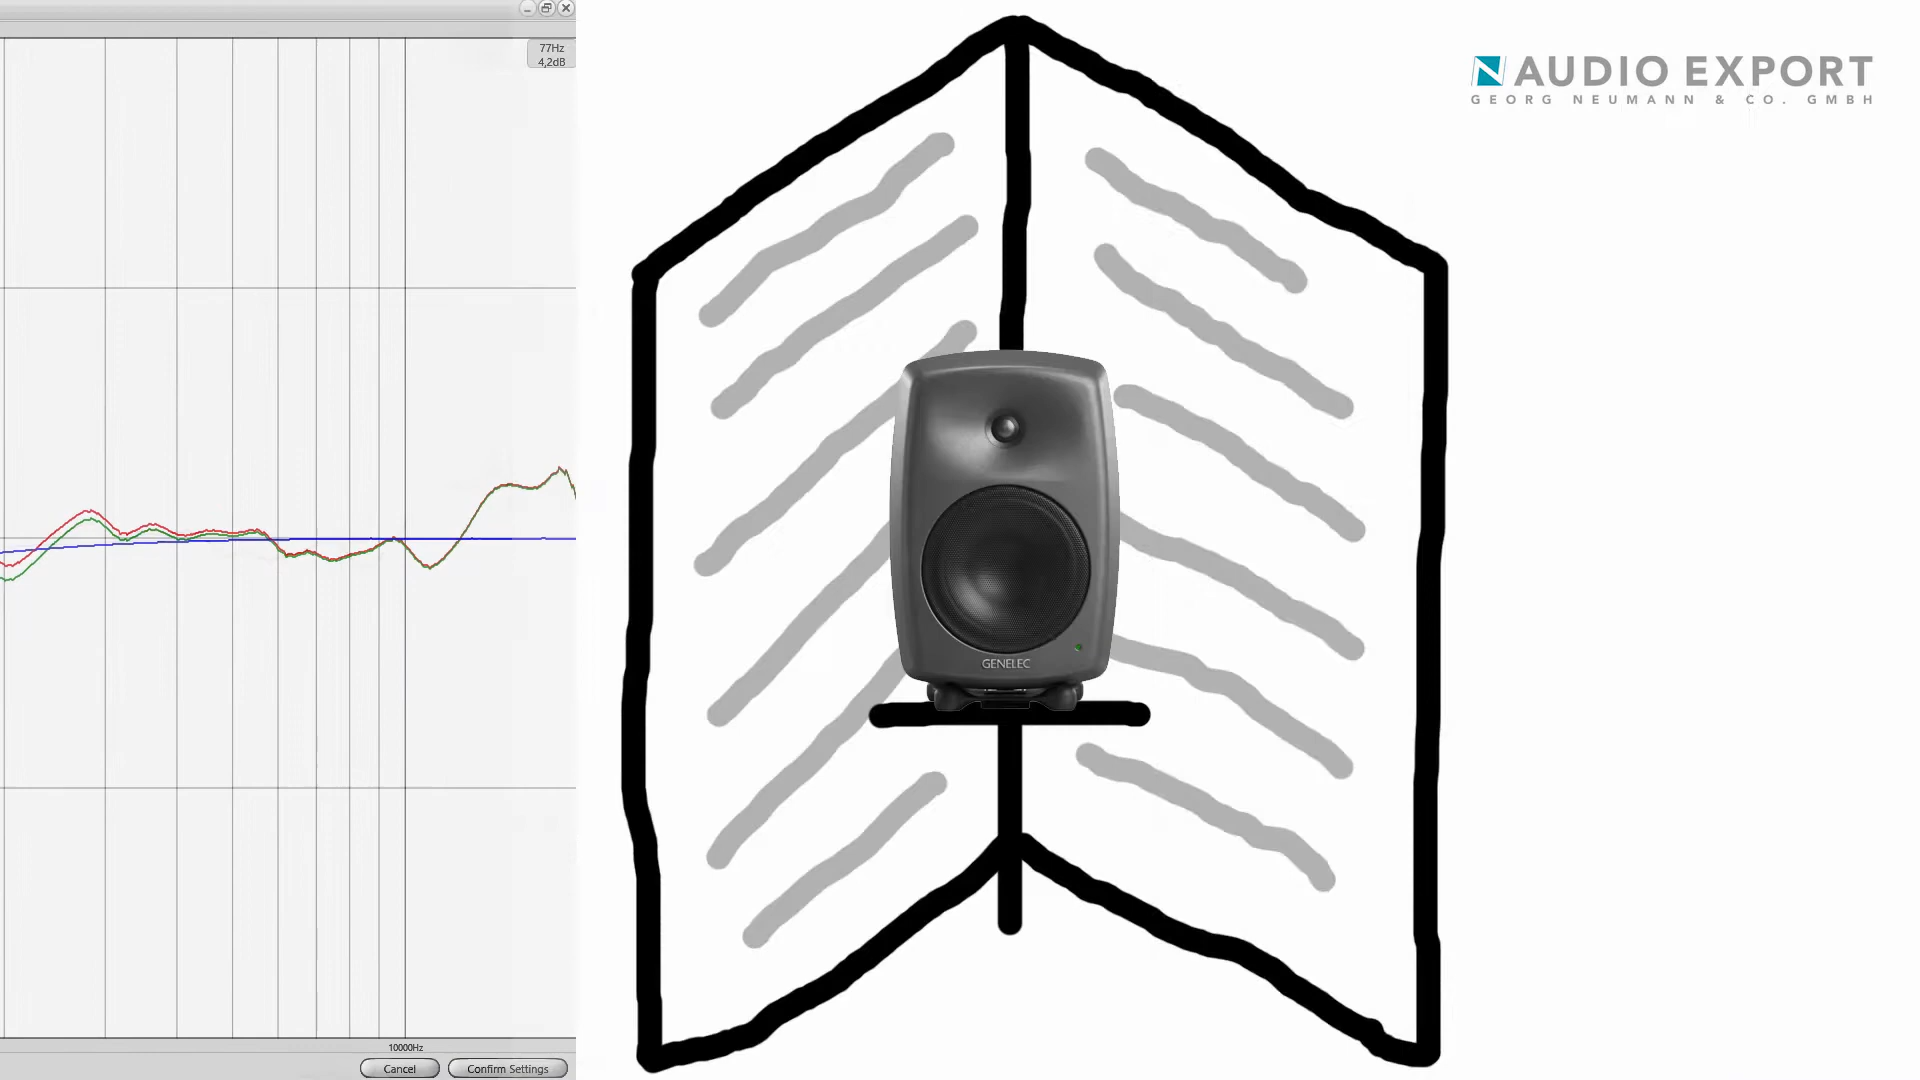 77Hz
4,2dB
AUDIO EXPORT
GEORG NEUMANN & CO. GMBH
GENELEC
10000Hz
Cancel
Confirm Settings